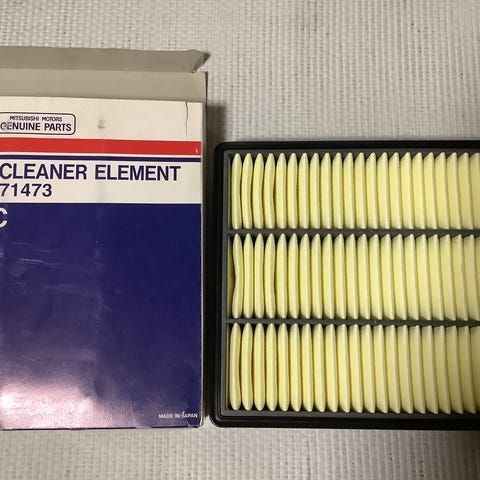 MITSUBISHI MOTORS
GENUINE PARTS
CLEANER ELEMENT
71473
C
MADE IN JAPAN